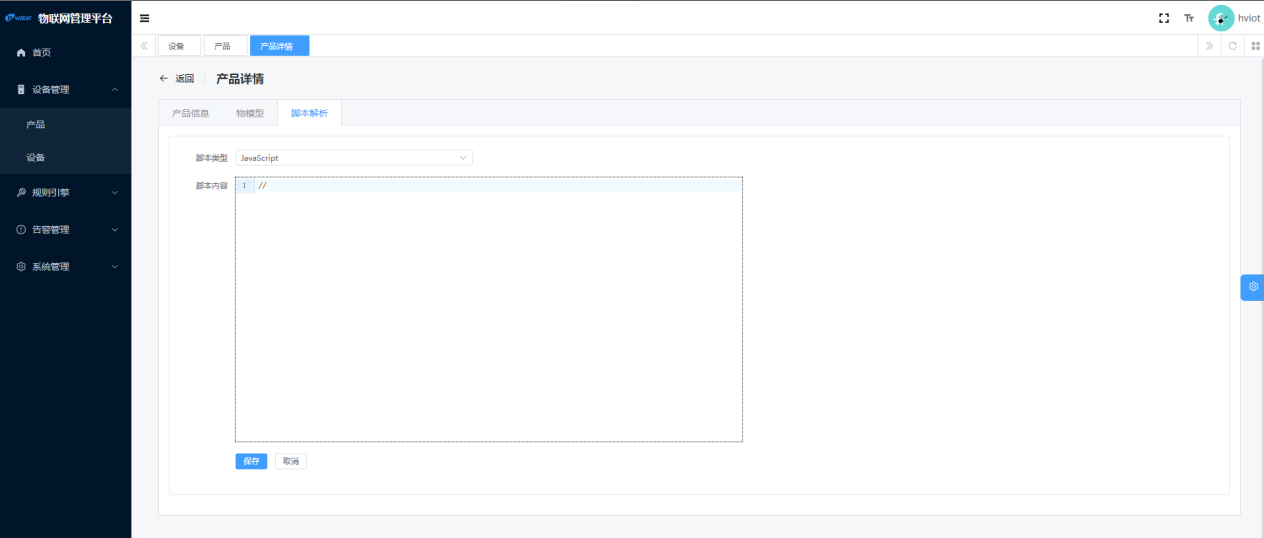 water 物联网管理平台
hviot
首页
设备管理
产品
设备
规则引擎
告警管理
系统管理
设备 产品 产品详情
返回 产品详情
产品信息 物模型 脚本解析
脚本类型 JavaScript
脚本内容 1 //
保存 取消